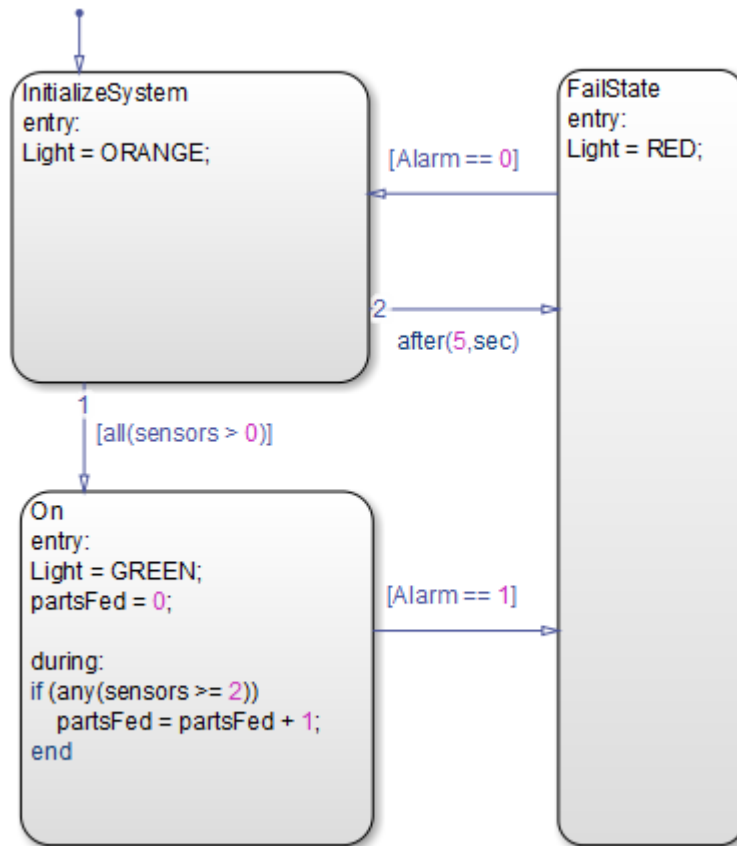 InitializeSystem
entry:
Light = ORANGE;
FailState
entry:
Light = RED;
[Alarm == 0]
2
after(5,sec)
1
[all(sensors > 0)]
On
entry:
Light = GREEN;
partsFed = 0;
during:
if (any(sensors >= 2))
partsFed = partsFed + 1;
end
[Alarm == 1]